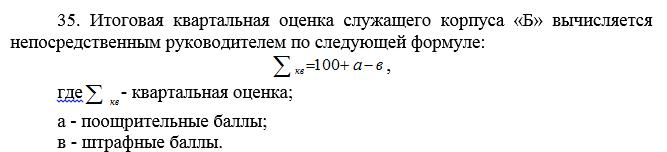 35. Итоговая квартальная оценка служащего корпуса «Б» вычисляется
непосредственным руководителем по следующей формуле:
∑ кв=100+ а − в ,
где∑ кв- квартальная оценка;
а - поощрительные баллы;
в - штрафные баллы.